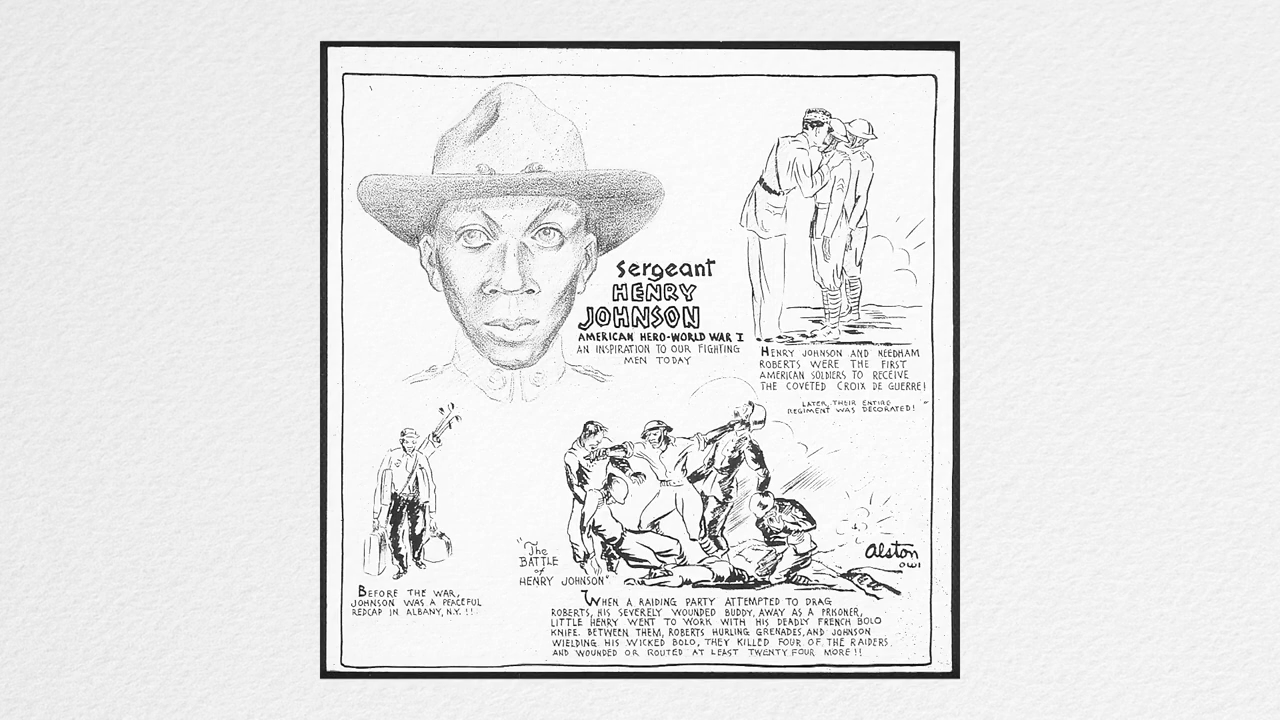 sergeant
HENRY
JOHNSON
AMERICAN HERO-WORLD WAR I
AN INSPIRATION TO OUR FIGHTING
MEN TODAY
HENRY JOHNSON AND NEEDHAM
ROBERTS WERE THE FIRST
AMERICAN SOLDIERS TO RECEIVE
THE COVETED CROIX DE GUERRE!
LATER THEIR ENTIRE
REGIMENT WAS DECORATED!
BEFORE THE WAR,
JOHNSON WAS A PEACEFUL
REDCAP IN ALBANY, N.Y. !!
"The
BATTLE
of
HENRY JOHNSON"
Alston
OWI
WHEN A RAIDING PARTY ATTEMPTED TO DRAG
ROBERTS, HIS SEVERELY WOUNDED BUDDY, AWAY AS A PRISONER,
LITTLE HENRY WENT TO WORK WITH HIS DEADLY FRENCH BOLO
KNIFE. BETWEEN THEM, ROBERTS HURLING GRENADES, AND JOHNSON
WIELDING HIS WICKED BOLO, THEY KILLED FOUR OF THE RAIDERS
AND WOUNDED OR ROUTED AT LEAST TWENTY FOUR MORE!!